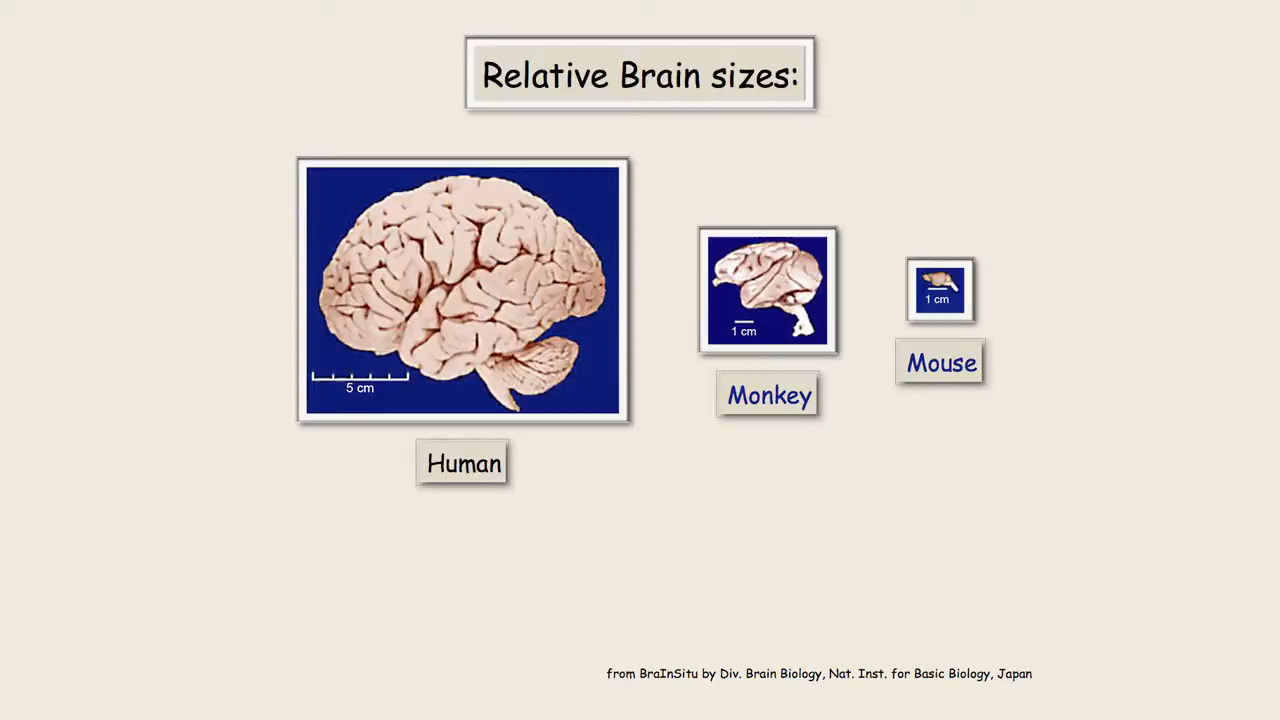 Relative Brain sizes:
5 cm
Human
1 cm
Monkey
1 cm
Mouse
from BraInSitu by Div. Brain Biology, Nat. Inst. for Basic Biology, Japan